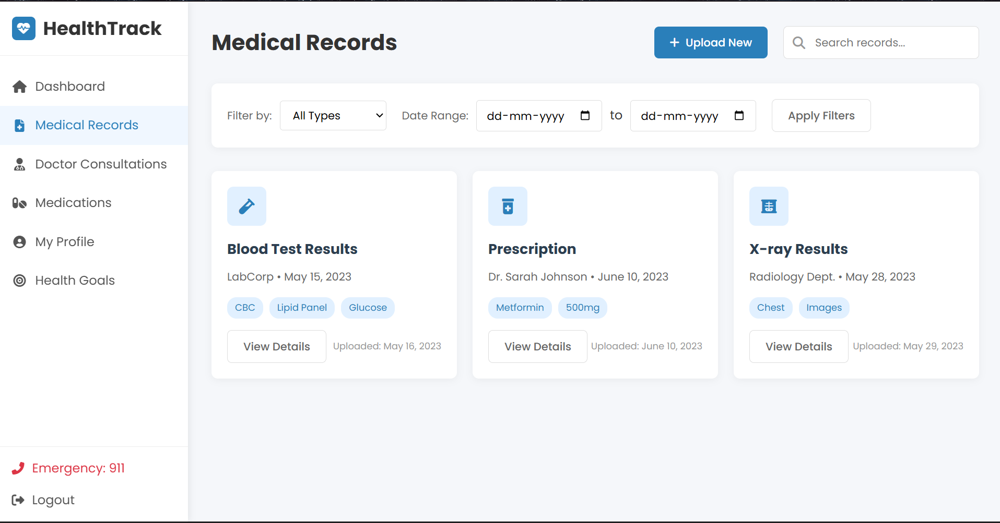 HealthTrack
Dashboard
Medical Records
Doctor Consultations
Medications
My Profile
Health Goals
Emergency: 911
Logout
Medical Records
+ Upload New
Search records...
Filter by: All Types Date Range: dd-mm-yyyy to dd-mm-yyyy Apply Filters
Blood Test Results
LabCorp • May 15, 2023
CBC Lipid Panel Glucose
View Details Uploaded: May 16, 2023
Prescription
Dr. Sarah Johnson • June 10, 2023
Metformin 500mg
View Details Uploaded: June 10, 2023
X-ray Results
Radiology Dept. • May 28, 2023
Chest Images
View Details Uploaded: May 29, 2023